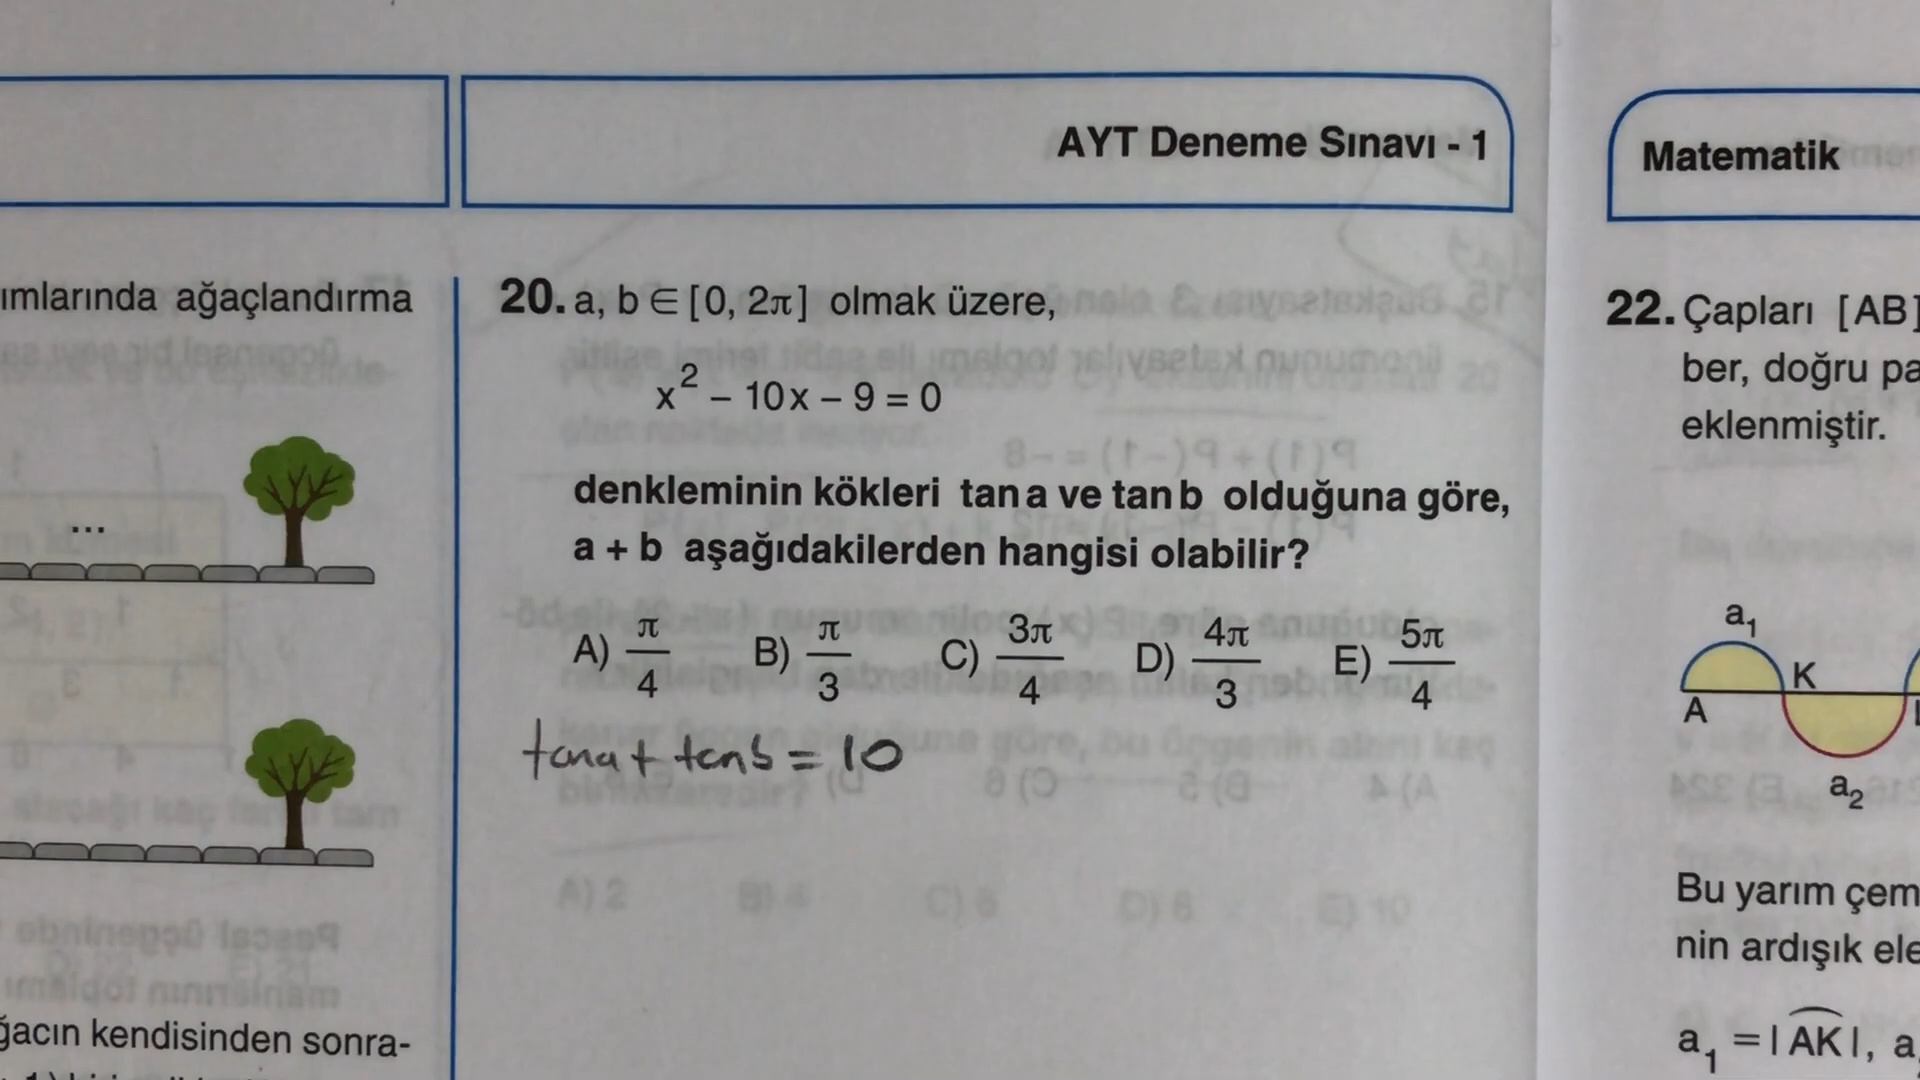 AYT Deneme Sınavı - 1
Matematik
ımlarında ağaçlandırma
...
ğacın kendisinden sonra-
20. a, b ∈ [0, 2π] olmak üzere,
x² – 10x – 9 = 0
denkleminin kökleri tan a ve tan b olduğuna göre,
a + b aşağıdakilerden hangisi olabilir?
A) π/4 B) π/3 C) 3π/4 D) 4π/3 E) 5π/4
tana + tanb = 10
22. Çapları [AB]
ber, doğru pa
eklenmiştir.
a₁
K
A
a₂
Bu yarım çem
nin ardışık ele
a₁ = |AK|, a